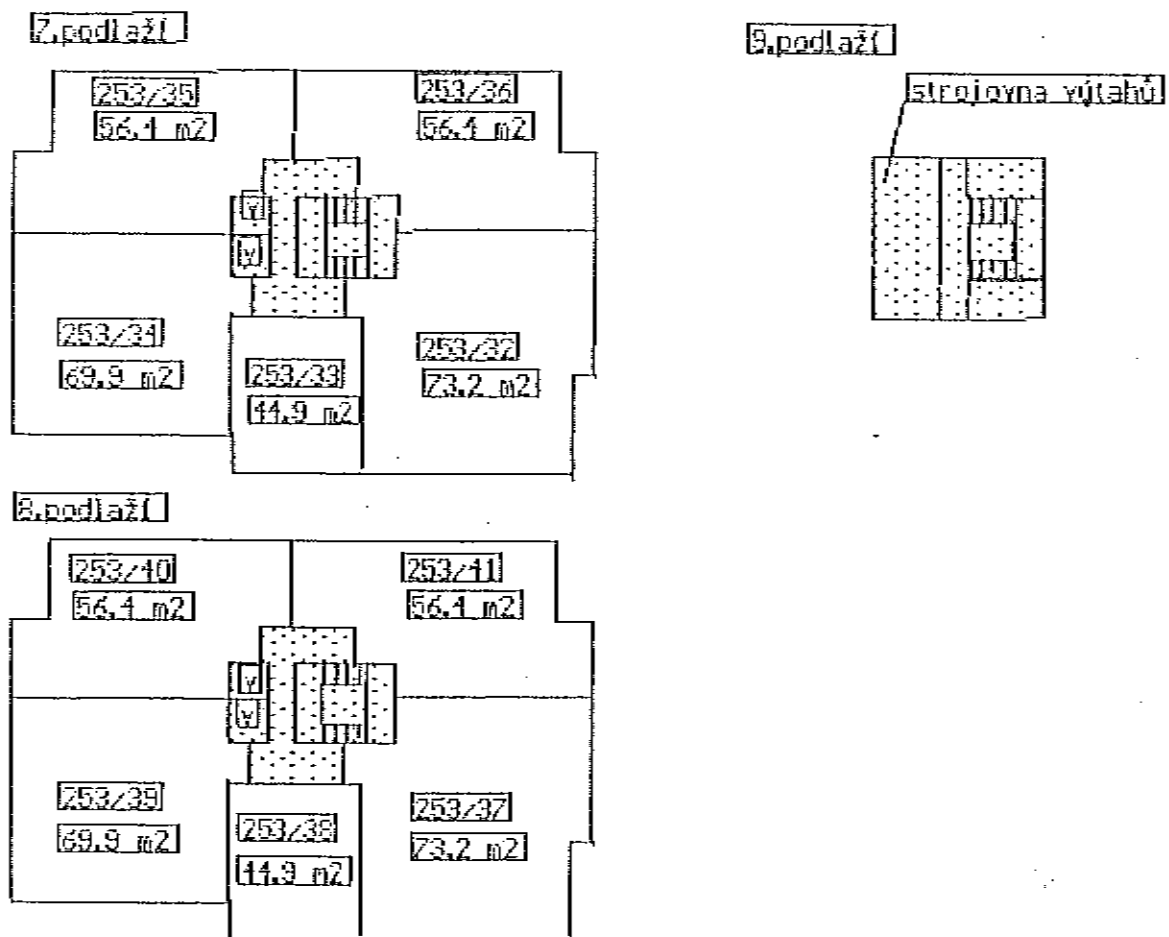 7.podlaží
253/35
56.4 m2
253/36
56.4 m2
V
V
253/34
69.9 m2
253/33
44.9 m2
253/32
73.2 m2
9.podlaží
strojovna výtahů
8.podlaží
253/40
56.4 m2
253/41
56.4 m2
V
V
253/39
69.9 m2
253/38
44.9 m2
253/37
73.2 m2